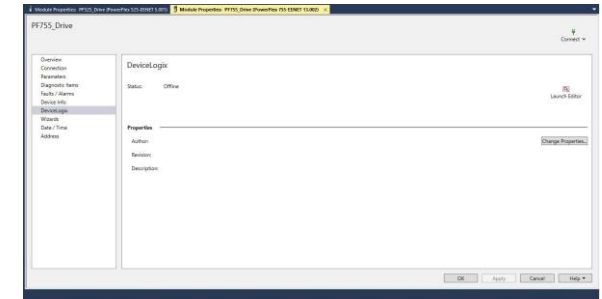 Module Properties: PF525_Drive (PowerFlex 525-EENET 5.001)
Module Properties: PF755_Drive (PowerFlex 755 EENET 13.002)
PF755_Drive
Connect
Overview
Connection
Parameters
Diagnostic Items
Faults / Alarms
Device Info
DeviceLogix
Wizards
Date / Time
Address
DeviceLogix
Status: Offline
Launch Editor
Properties
Author:
Change Properties...
Revision:
Description:
OK Apply Cancel Help